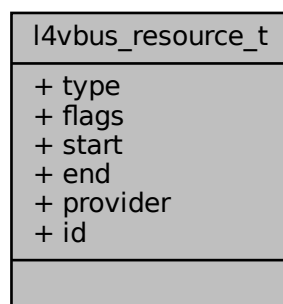 l4vbus_resource_t
+ type
+ flags
+ start
+ end
+ provider
+ id